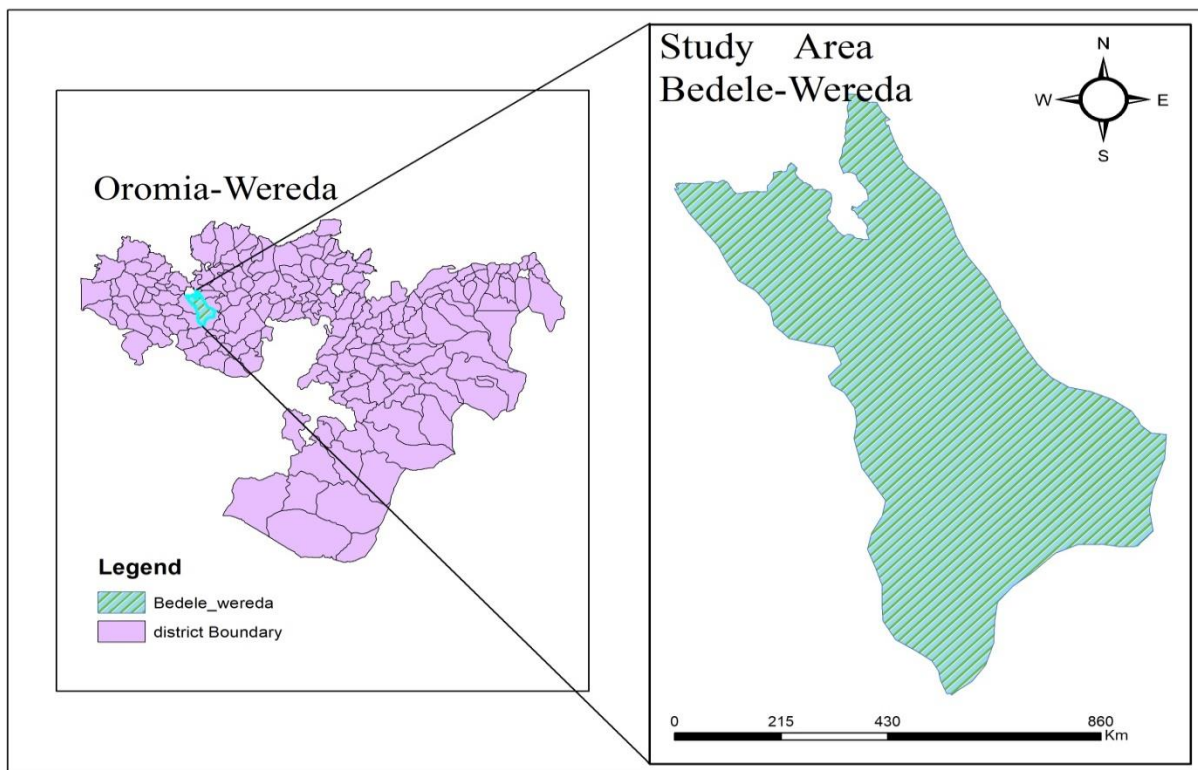 Oromia-Wereda
Legend
Bedele_wereda
district Boundary
Study Area
Bedele-Wereda
N
W E
S
0 215 430 860
Km